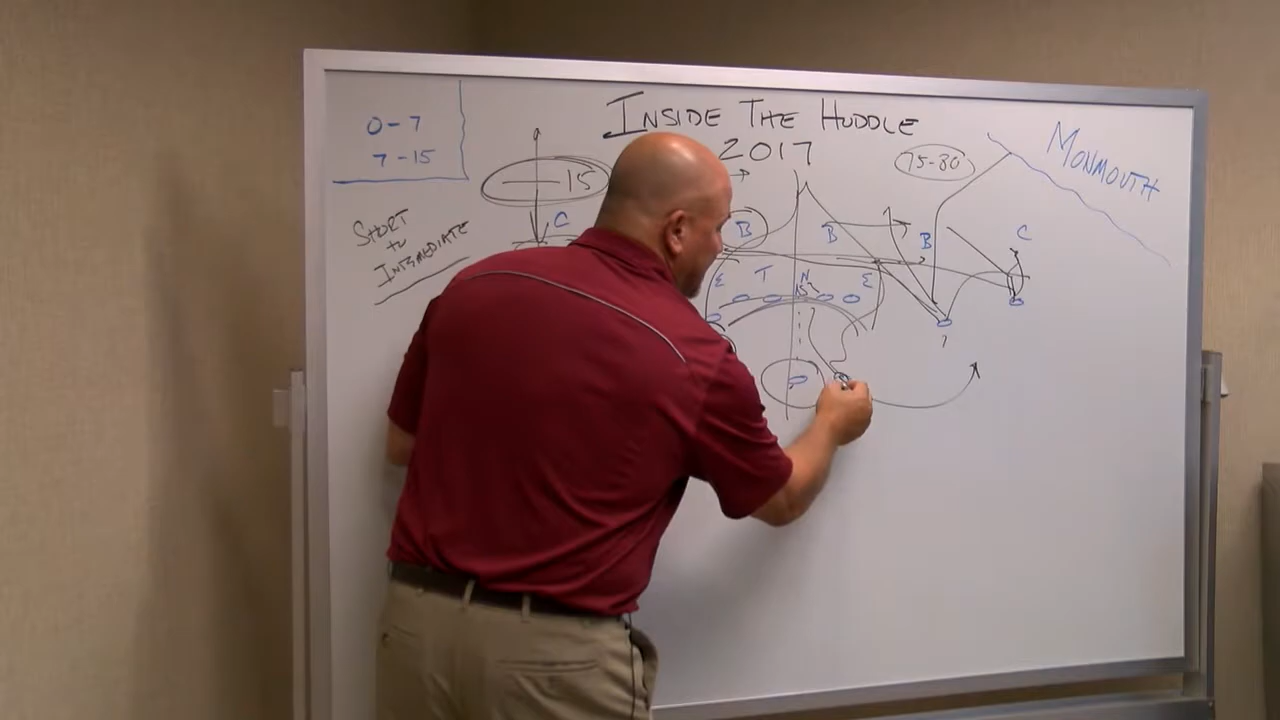 INSIDE THE HUDDLE
2017
0-7
7-15
15
75-80
MONMOUTH
SHORT
to
INTERMEDIATE
C
B
B
B
C
E
T
N
E